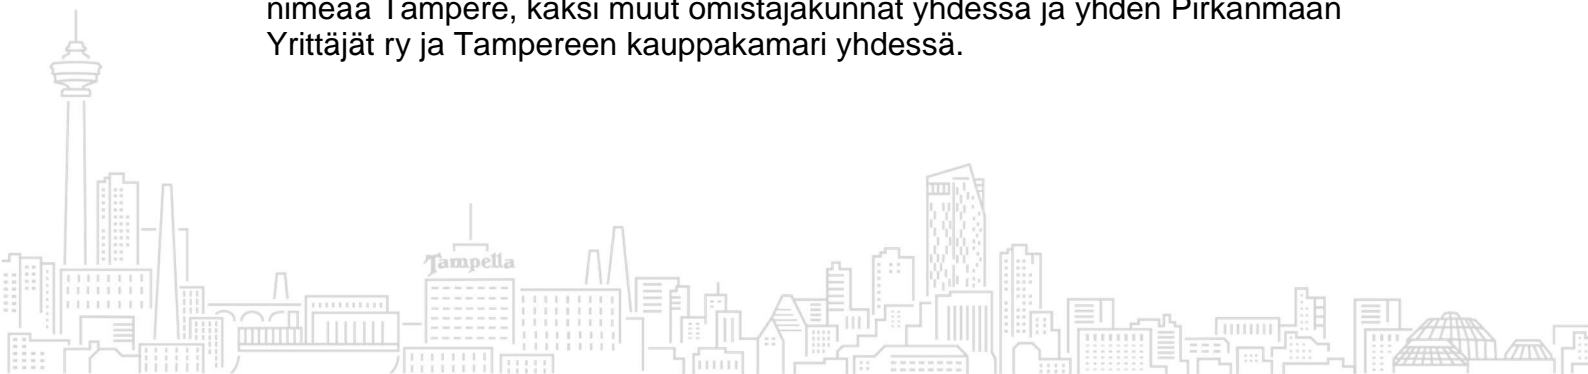 nimeää Tampere, kaksi muut omistajakunnat yhdessä ja yhden Pirkanmaan
Yrittäjät ry ja Tampereen kauppakamari yhdessä.
Tampella